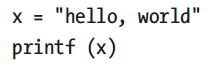 x = "hello, world"
printf (x)